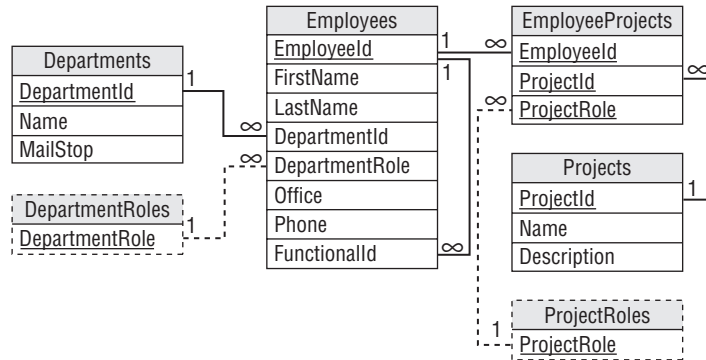 Departments
DepartmentId
Name
MailStop
1
DepartmentRoles
DepartmentRole
1
Employees
EmployeeId
FirstName
LastName
DepartmentId
DepartmentRole
Office
Phone
FunctionalId
1
1
∞
∞
∞
EmployeeProjects
EmployeeId
ProjectId
ProjectRole
∞
∞
∞
Projects
ProjectId
Name
Description
1
ProjectRoles
ProjectRole
1